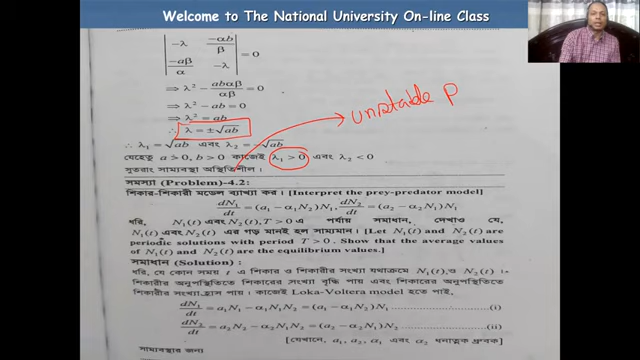 Welcome to The National University On-line Class
| −λ  −αb/β |
| −aβ/α  −λ | = 0
⇒ λ² − abαβ/αβ = 0
⇒ λ² − ab = 0
⇒ λ² = ab
∴ λ = ±√ab
unstable P
∴ λ₁ = √ab এবং λ₂ = −√ab
যেহেতু a > 0, b > 0 কাজেই λ₁ > 0 এবং λ₂ < 0
সুতরাং সাম্যবস্থা অস্থিতিশীল।
সমস্যা (Problem)-4.2:
শিকার-শিকারী মডেল ব্যাখ্যা কর। [Interpret the prey-predator model]
dN₁/dt = (a₁ − α₁N₂)N₁, dN₂/dt = (a₂ − α₂N₁)N₂
ধরি, N₁(t) এবং N₂(t), T > 0 এ পর্যায় সমাধান, দেখাও যে,
N₁(t) এবং N₂(t) এর গড় মানই হল সাম্যমান। [Let N₁(t) and N₂(t) are
periodic solutions with period T > 0. Show that the average values
of N₁(t) and N₂(t) are the equilibrium values.]
সমাধান (Solution) :
ধরি, যে কোন সময় t এ শিকার ও শিকারীর সংখ্যা যথাক্রমে N₁(t), ও N₂(t) ।
শিকারীর অনুপস্থিতিতে শিকারের সংখ্যা বৃদ্ধি পায় এবং শিকারের অনুপস্থিতিতে
শিকারীর সংখ্যা হ্রাস পায়। কাজেই Loka-Voltera মডেল হতে পাই,
dN₁/dt = a₁N₁ − α₁N₁N₂ = (a₁ − α₁N₂)N₁ ........ (i)
dN₂/dt = a₂N₂ − α₂N₁N₂ = (a₂ − α₂N₁)N₂ ........ (ii)
[যেখানে, a₁, a₂, α₁ এবং α₂ ধনাত্মক ধ্রুবক
সাম্যবস্থার জন্য